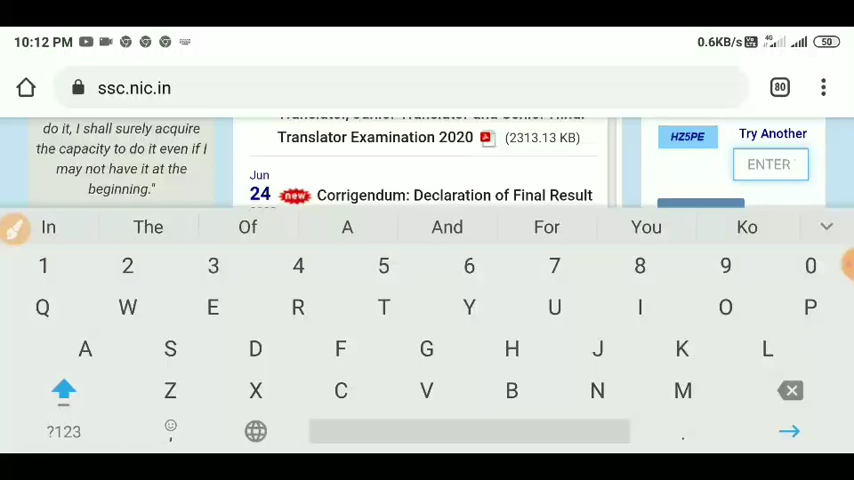 10:12 PM 0.6KB/s 4G 50
ssc.nic.in 80
do it, I shall surely acquire
the capacity to do it even if I
may not have it at the
beginning."
Translator Examination 2020 (2313.13 KB)
Jun
24 new Corrigendum: Declaration of Final Result
HZ5PE Try Another
ENTER
In The Of A And For You Ko
1 2 3 4 5 6 7 8 9 0
Q W E R T Y U I O P
A S D F G H J K L
Z X C V B N M
?123 , .